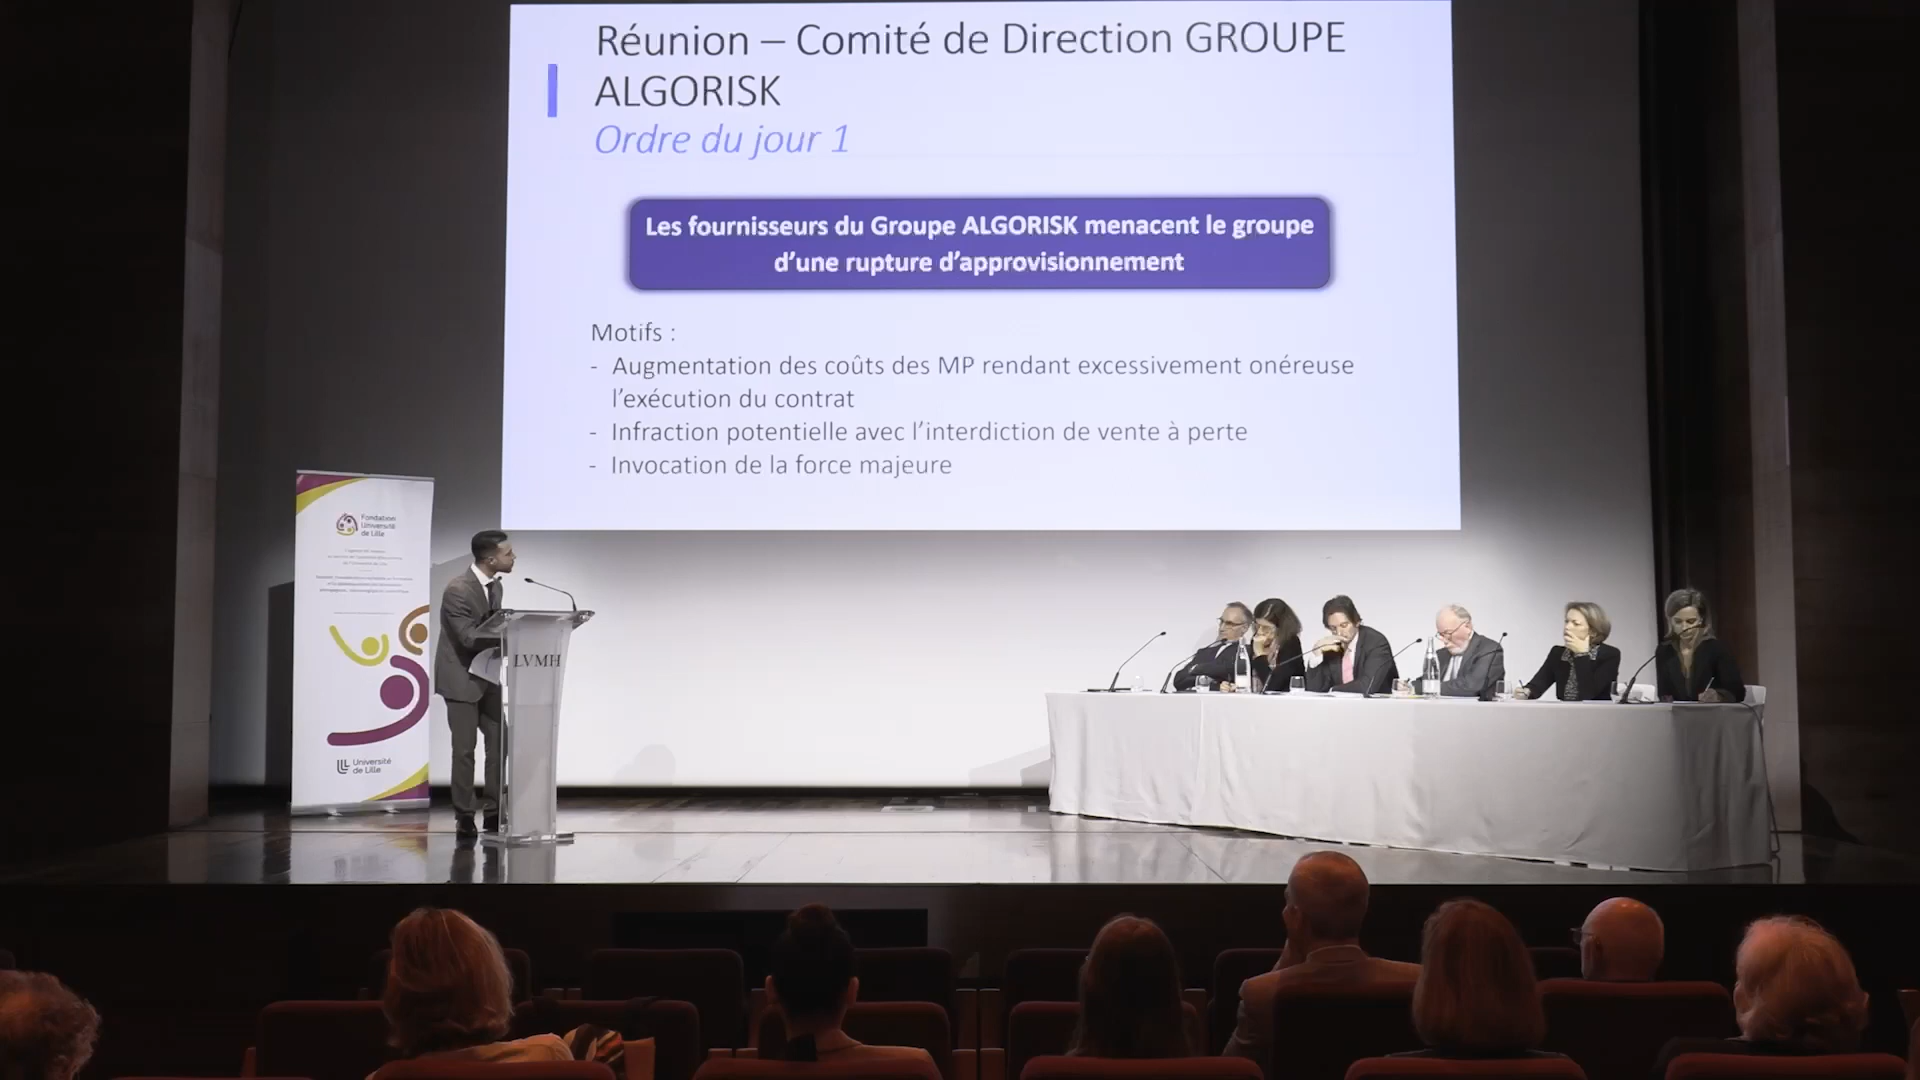 Réunion – Comité de Direction GROUPE
ALGORISK
Ordre du jour 1
Les fournisseurs du Groupe ALGORISK menacent le groupe
d’une rupture d’approvisionnement
Motifs :
- Augmentation des coûts des MP rendant excessivement onéreuse
l’exécution du contrat
- Infraction potentielle avec l’interdiction de vente à perte
- Invocation de la force majeure
Fondation
Université
de Lille
LVMH
Université
de Lille